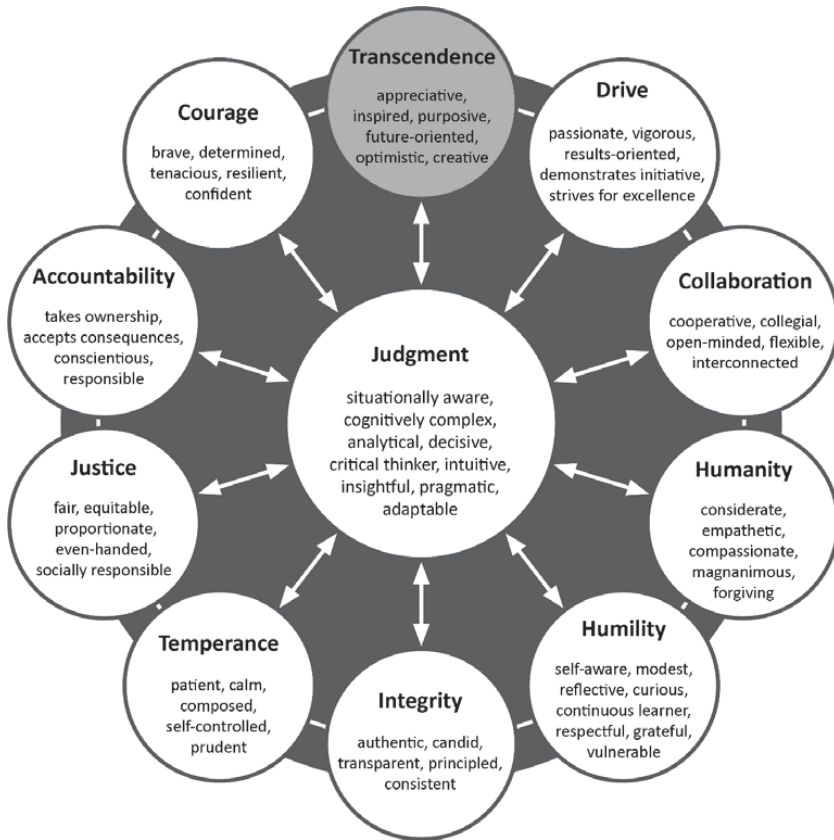 Transcendence
appreciative,
inspired, purposive,
future-oriented,
optimistic, creative
Drive
passionate, vigorous,
results-oriented,
demonstrates initiative,
strives for excellence
Collaboration
cooperative, collegial,
open-minded, flexible,
interconnected
Humanity
considerate,
empathetic,
compassionate,
magnanimous,
forgiving
Humility
self-aware, modest,
reflective, curious,
continuous learner,
respectful, grateful,
vulnerable
Integrity
authentic, candid,
transparent, principled,
consistent
Temperance
patient, calm,
composed,
self-controlled,
prudent
Justice
fair, equitable,
proportionate,
even-handed,
socially responsible
Accountability
takes ownership,
accepts consequences,
conscientious,
responsible
Courage
brave, determined,
tenacious, resilient,
confident
Judgment
situationally aware,
cognitively complex,
analytical, decisive,
critical thinker, intuitive,
insightful, pragmatic,
adaptable